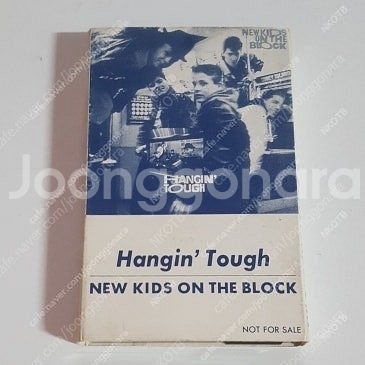 NEW KIDS
ON THE
BLOCK
HANGIN'
TOUGH
Joonggonara
Hangin' Tough
NEW KIDS ON THE BLOCK
NOT FOR SALE